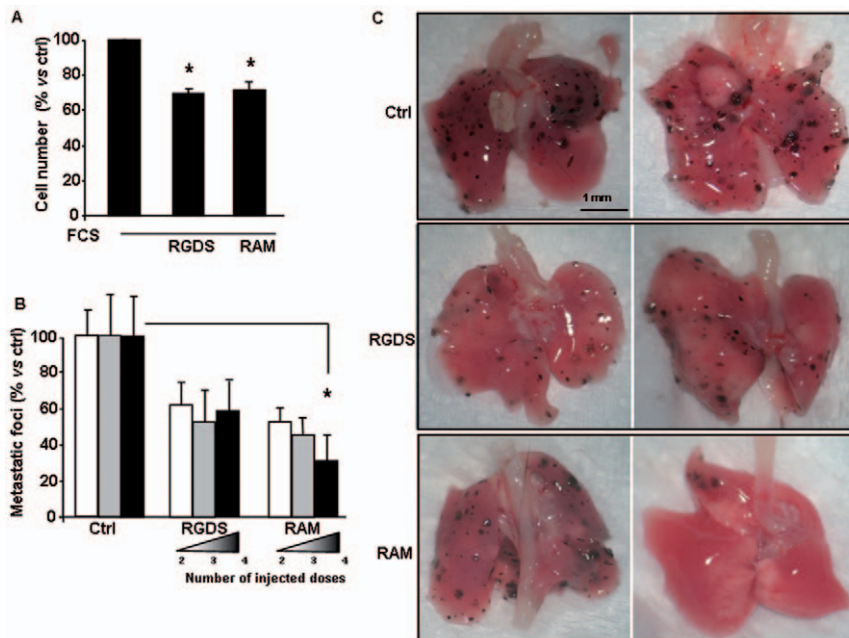 A
Cell number (% vs ctrl)
100
80
60
40
20
0
*
*
FCS
RGDS
RAM
B
Metastatic foci (% vs ctrl)
100
80
60
40
20
0
*
Ctrl
RGDS
RAM
2 3 4
2 3 4
Number of injected doses
C
Ctrl
1 mm
RGDS
RAM